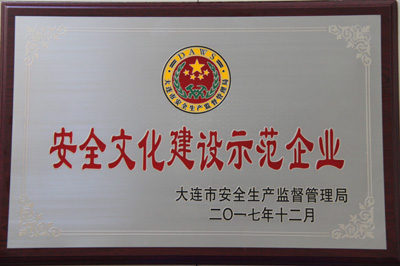 DAWS
大连市安全生产监督管理局
安全文化建设示范企业
大连市安全生产监督管理局
二〇一七年十二月